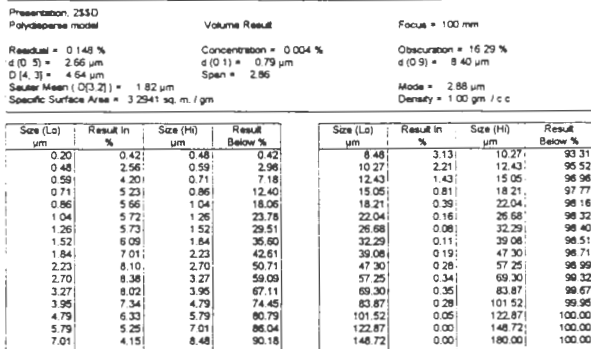 Presentation, 2$$D
Polydisperse model Volume Result Focus = 100 mm
Residual = 0 148 % Concentration = 0 004 % Obscuration = 16 29 %
d (0 5) = 2 66 µm d (0 1) = 0 79 µm d (0 9) = 8 40 µm
D [4, 3] = 4 64 µm Span = 2 86
Sauter Mean ( D[3,2] ) = 1 82 µm Mode = 2 88 µm
Specific Surface Area = 3 2941 sq. m. / gm Density = 1 00 gm / c c
Size (Lo) Result In Size (Hi) Result Size (Lo) Result In Size (Hi) Result
µm % µm Below % µm % µm Below %
0.20 0.42 0.48 0.42 8 48 3.13 10.27 93 31
0 48 2.56 0.59 2.98 10.27 2.21 12.43 95 52
0.59 4 20 0.71 7.18 12.43 1.43 15 05 96 96
0 71 5 23 0.86 12.40 15.05 0.81 18 21 97.77
0 86 5 66 1 04 18.06 18.21 0.39 22.04 98 16
1 04 5.72 1 26 23.78 22.04 0.16 26 68 98 32
1 26 5.73 1 52 29.51 26.68 0.08 32.29 98 40
1.52 6 09 1.84 35.60 32.29 0.11 39 08 98.51
1.84 7 01 2.23 42.61 39.08 0.19 47 30 98.71
2.23 8.10 2.70 50.71 47 30 0.28 57 25 98 99
2.70 8.38 3.27 59.09 57.25 0.34 69 30 99 32
3.27 8.02 3.95 67.11 69.30 0.35 83.87 99.67
3.95 7.34 4.79 74.45 83.87 0.28 101 52 99.95
4.79 6.33 5.79 80.79 101.52 0.05 122.87 100.00
5.79 5 25 7 01 86.04 122.87 0.00 148.72 100.00
7.01 4.15 8.48 90.18 148.72 0.00 180.00 100.00